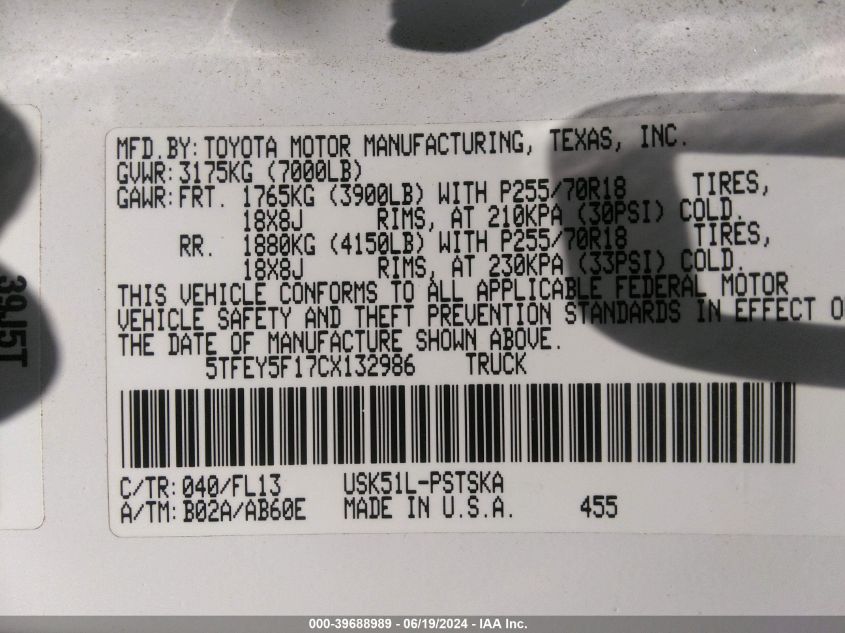 MFD.BY:TOYOTA MOTOR MANUFACTURING, TEXAS, INC.
GVWR:3175KG (7000LB)
GAWR:FRT. 1765KG (3900LB) WITH P255/70R18 TIRES,
18X8J RIMS, AT 210KPA (30PSI) COLD.
RR. 1880KG (4150LB) WITH P255/70R18 TIRES,
18X8J RIMS, AT 230KPA (33PSI) COLD.
THIS VEHICLE CONFORMS TO ALL APPLICABLE FEDERAL MOTOR
VEHICLE SAFETY AND THEFT PREVENTION STANDARDS IN EFFECT O
THE DATE OF MANUFACTURE SHOWN ABOVE.
5TFEY5F17CX132986 TRUCK
C/TR:040/FL13 USK51L-PSTSKA
A/TM:B02A/AB60E MADE IN U.S.A. 455
39J5T
000-39688989 - 06/19/2024 - IAA Inc.